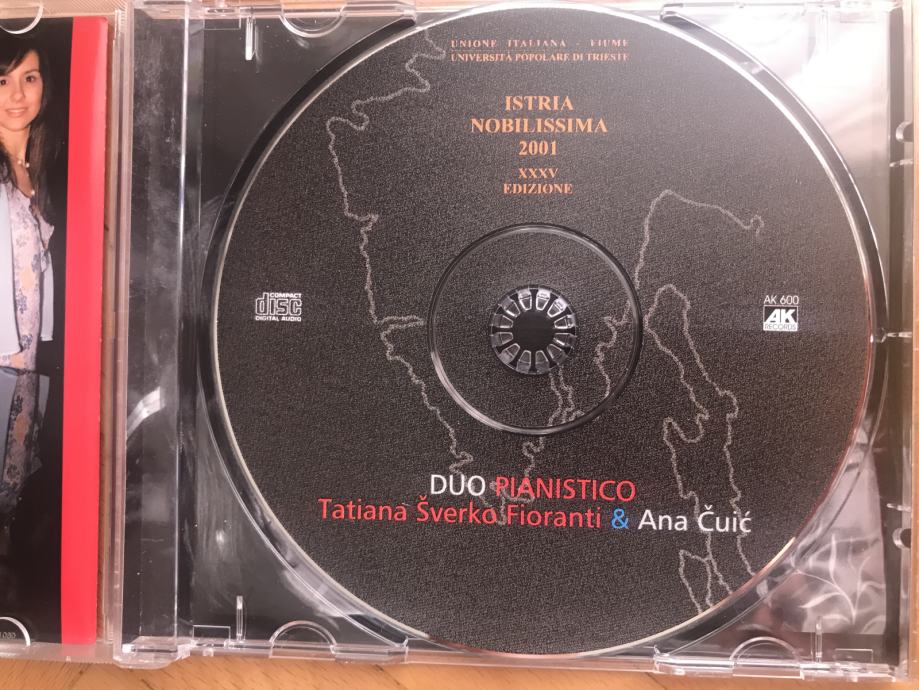 UNIONE ITALIANA - FIUME
UNIVERSITÀ POPOLARE DI TRIESTE
ISTRIA
NOBILISSIMA
2001
XXXV
EDIZIONE
COMPACT
disc
DIGITAL AUDIO
AK 600
AK
RECORDS
DUO PIANISTICO
Tatiana Šverko Fioranti & Ana Čuić